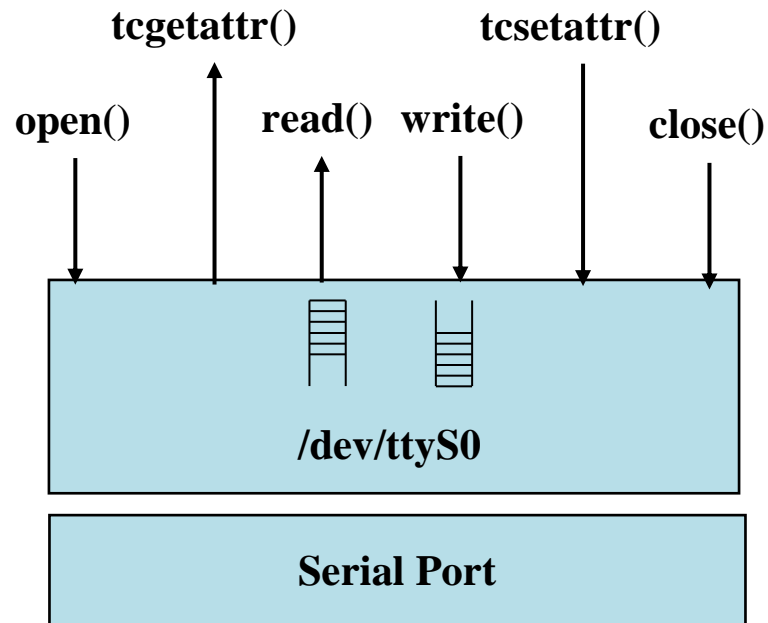 tcgetattr() tcsetattr()
open() read() write() close()
/dev/ttyS0
Serial Port